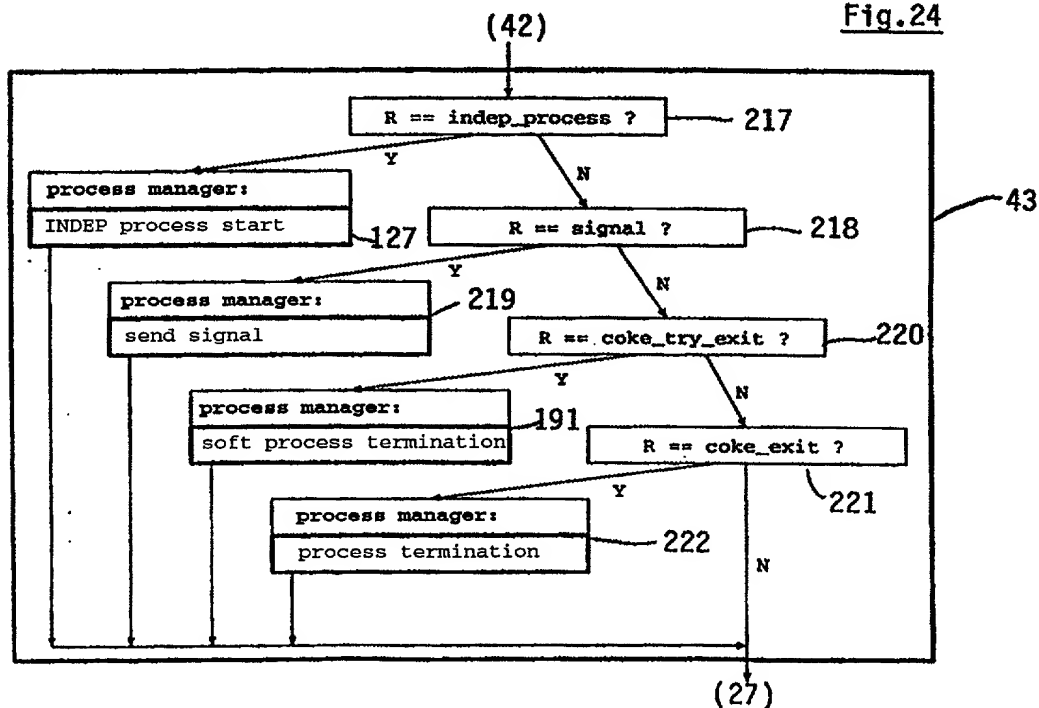 Fig.24
(42)
R == indep_process ?
217
Y
N
process manager:
INDEP process start
127
43
R == signal ?
218
Y
N
process manager:
send signal
219
R == coke_try_exit ?
220
Y
N
process manager:
soft process termination
191
R == coke_exit ?
221
Y
N
process manager:
process termination
222
(27)